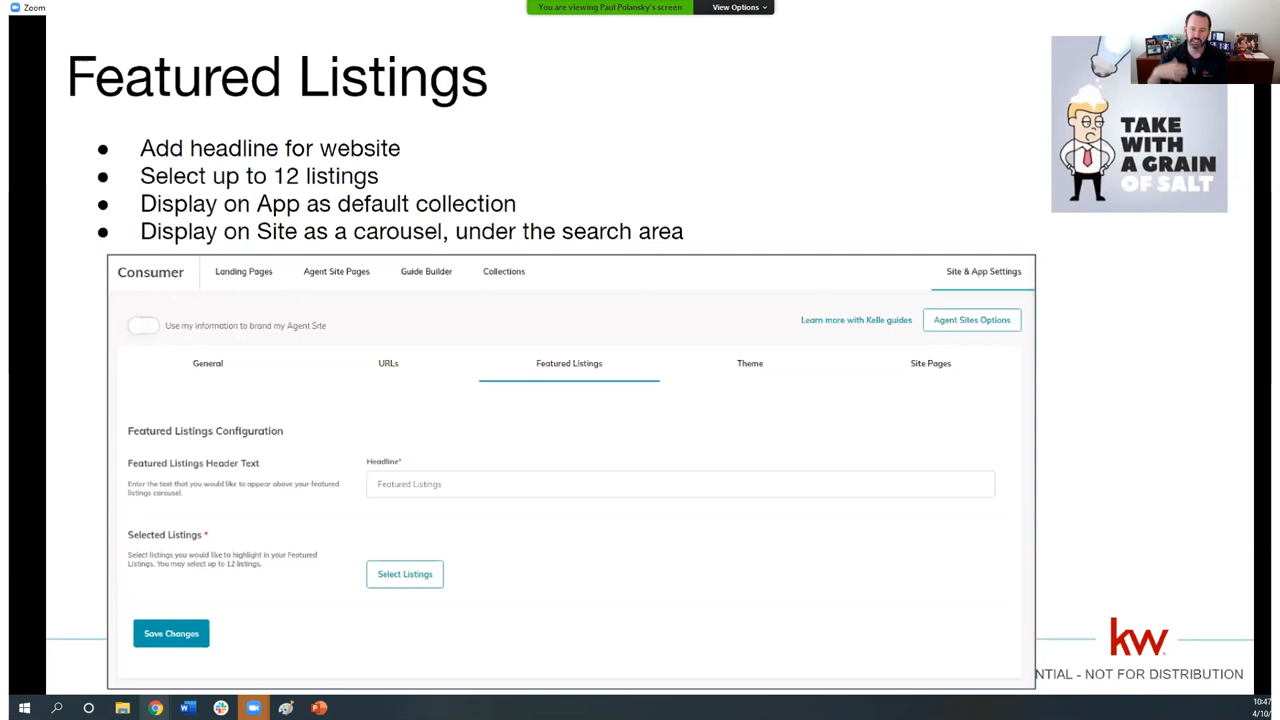 Zoom
You are viewing Paul Polansky's screen
View Options
Featured Listings
TAKE
WITH
A GRAIN
OF SALT
● Add headline for website
● Select up to 12 listings
● Display on App as default collection
● Display on Site as a carousel, under the search area
Consumer Landing Pages Agent Site Pages Guide Builder Collections Site & App Settings
Use my information to brand my Agent Site Learn more with Kelle guides Agent Sites Options
General URLs Featured Listings Theme Site Pages
Featured Listings Configuration
Featured Listings Header Text
Enter the text that you would like to appear above your featured
listings carousel.
Headline*
Featured Listings
Selected Listings *
Select listings you would like to highlight in your Featured
Listings. You may select up to 12 listings.
Select Listings
Save Changes
kw
NTIAL - NOT FOR DISTRIBUTION
10:47
4/10